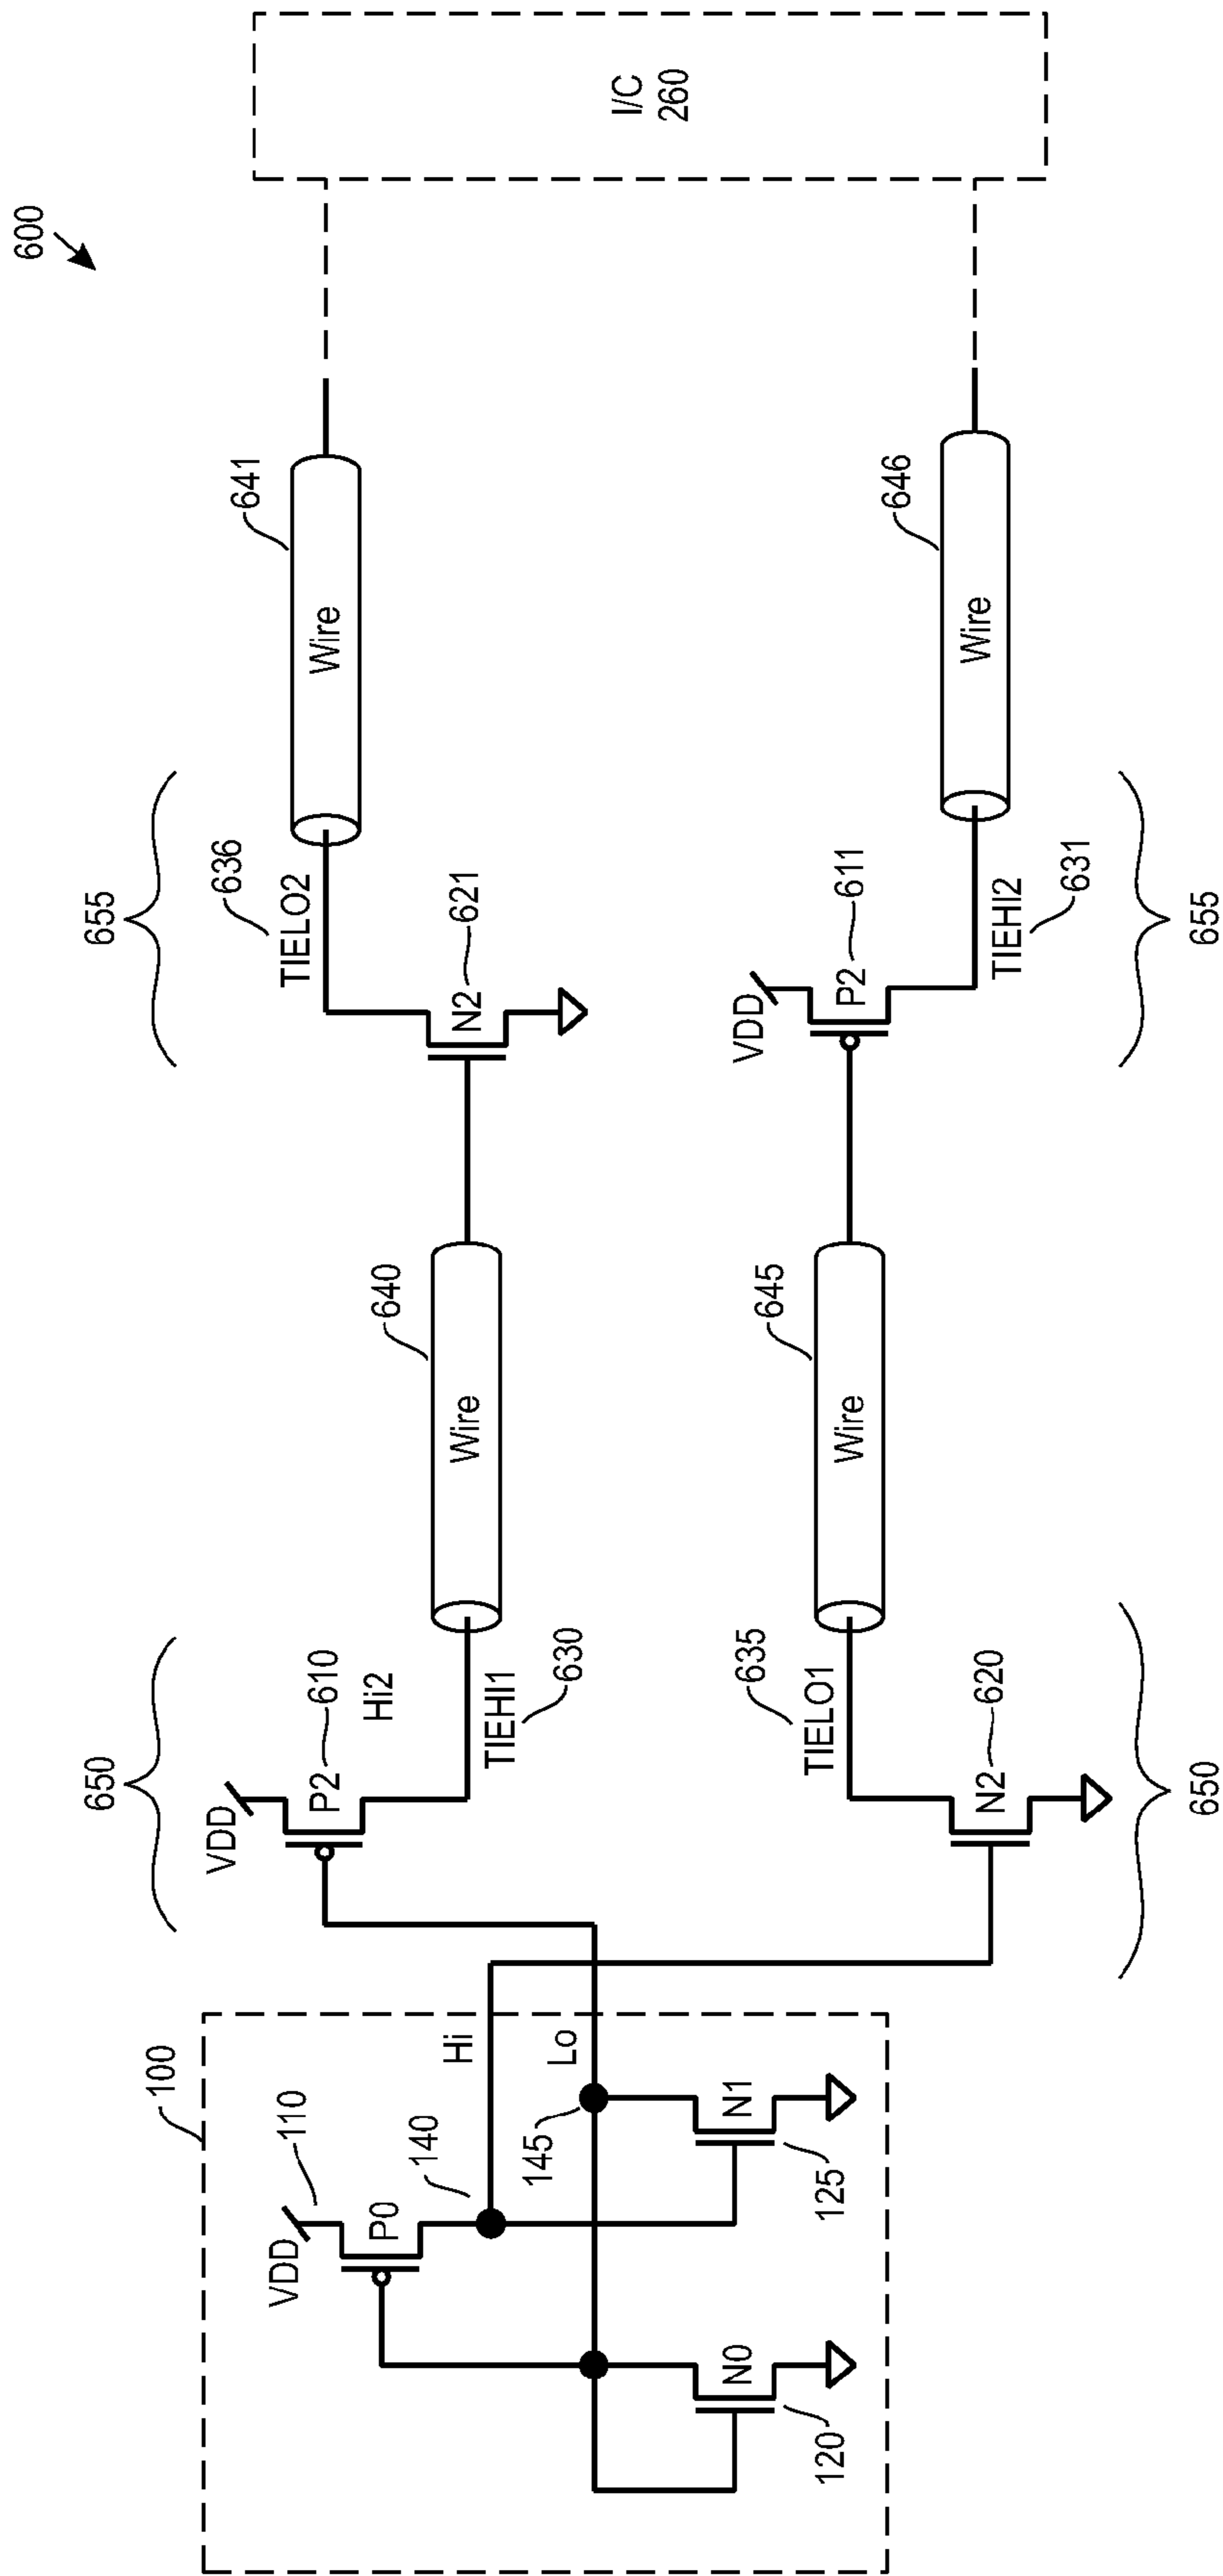 600
650
655
I/C
260
VDD
P2
610
Hi2
TIEHI1
630
Wire
640
TIELO2
636
N2
621
Wire
641
100
VDD
110
P0
140
Hi
145
Lo
N0
120
N1
125
TIELO1
635
N2
620
Wire
645
VDD
P2
611
TIEHI2
631
Wire
646
650
655